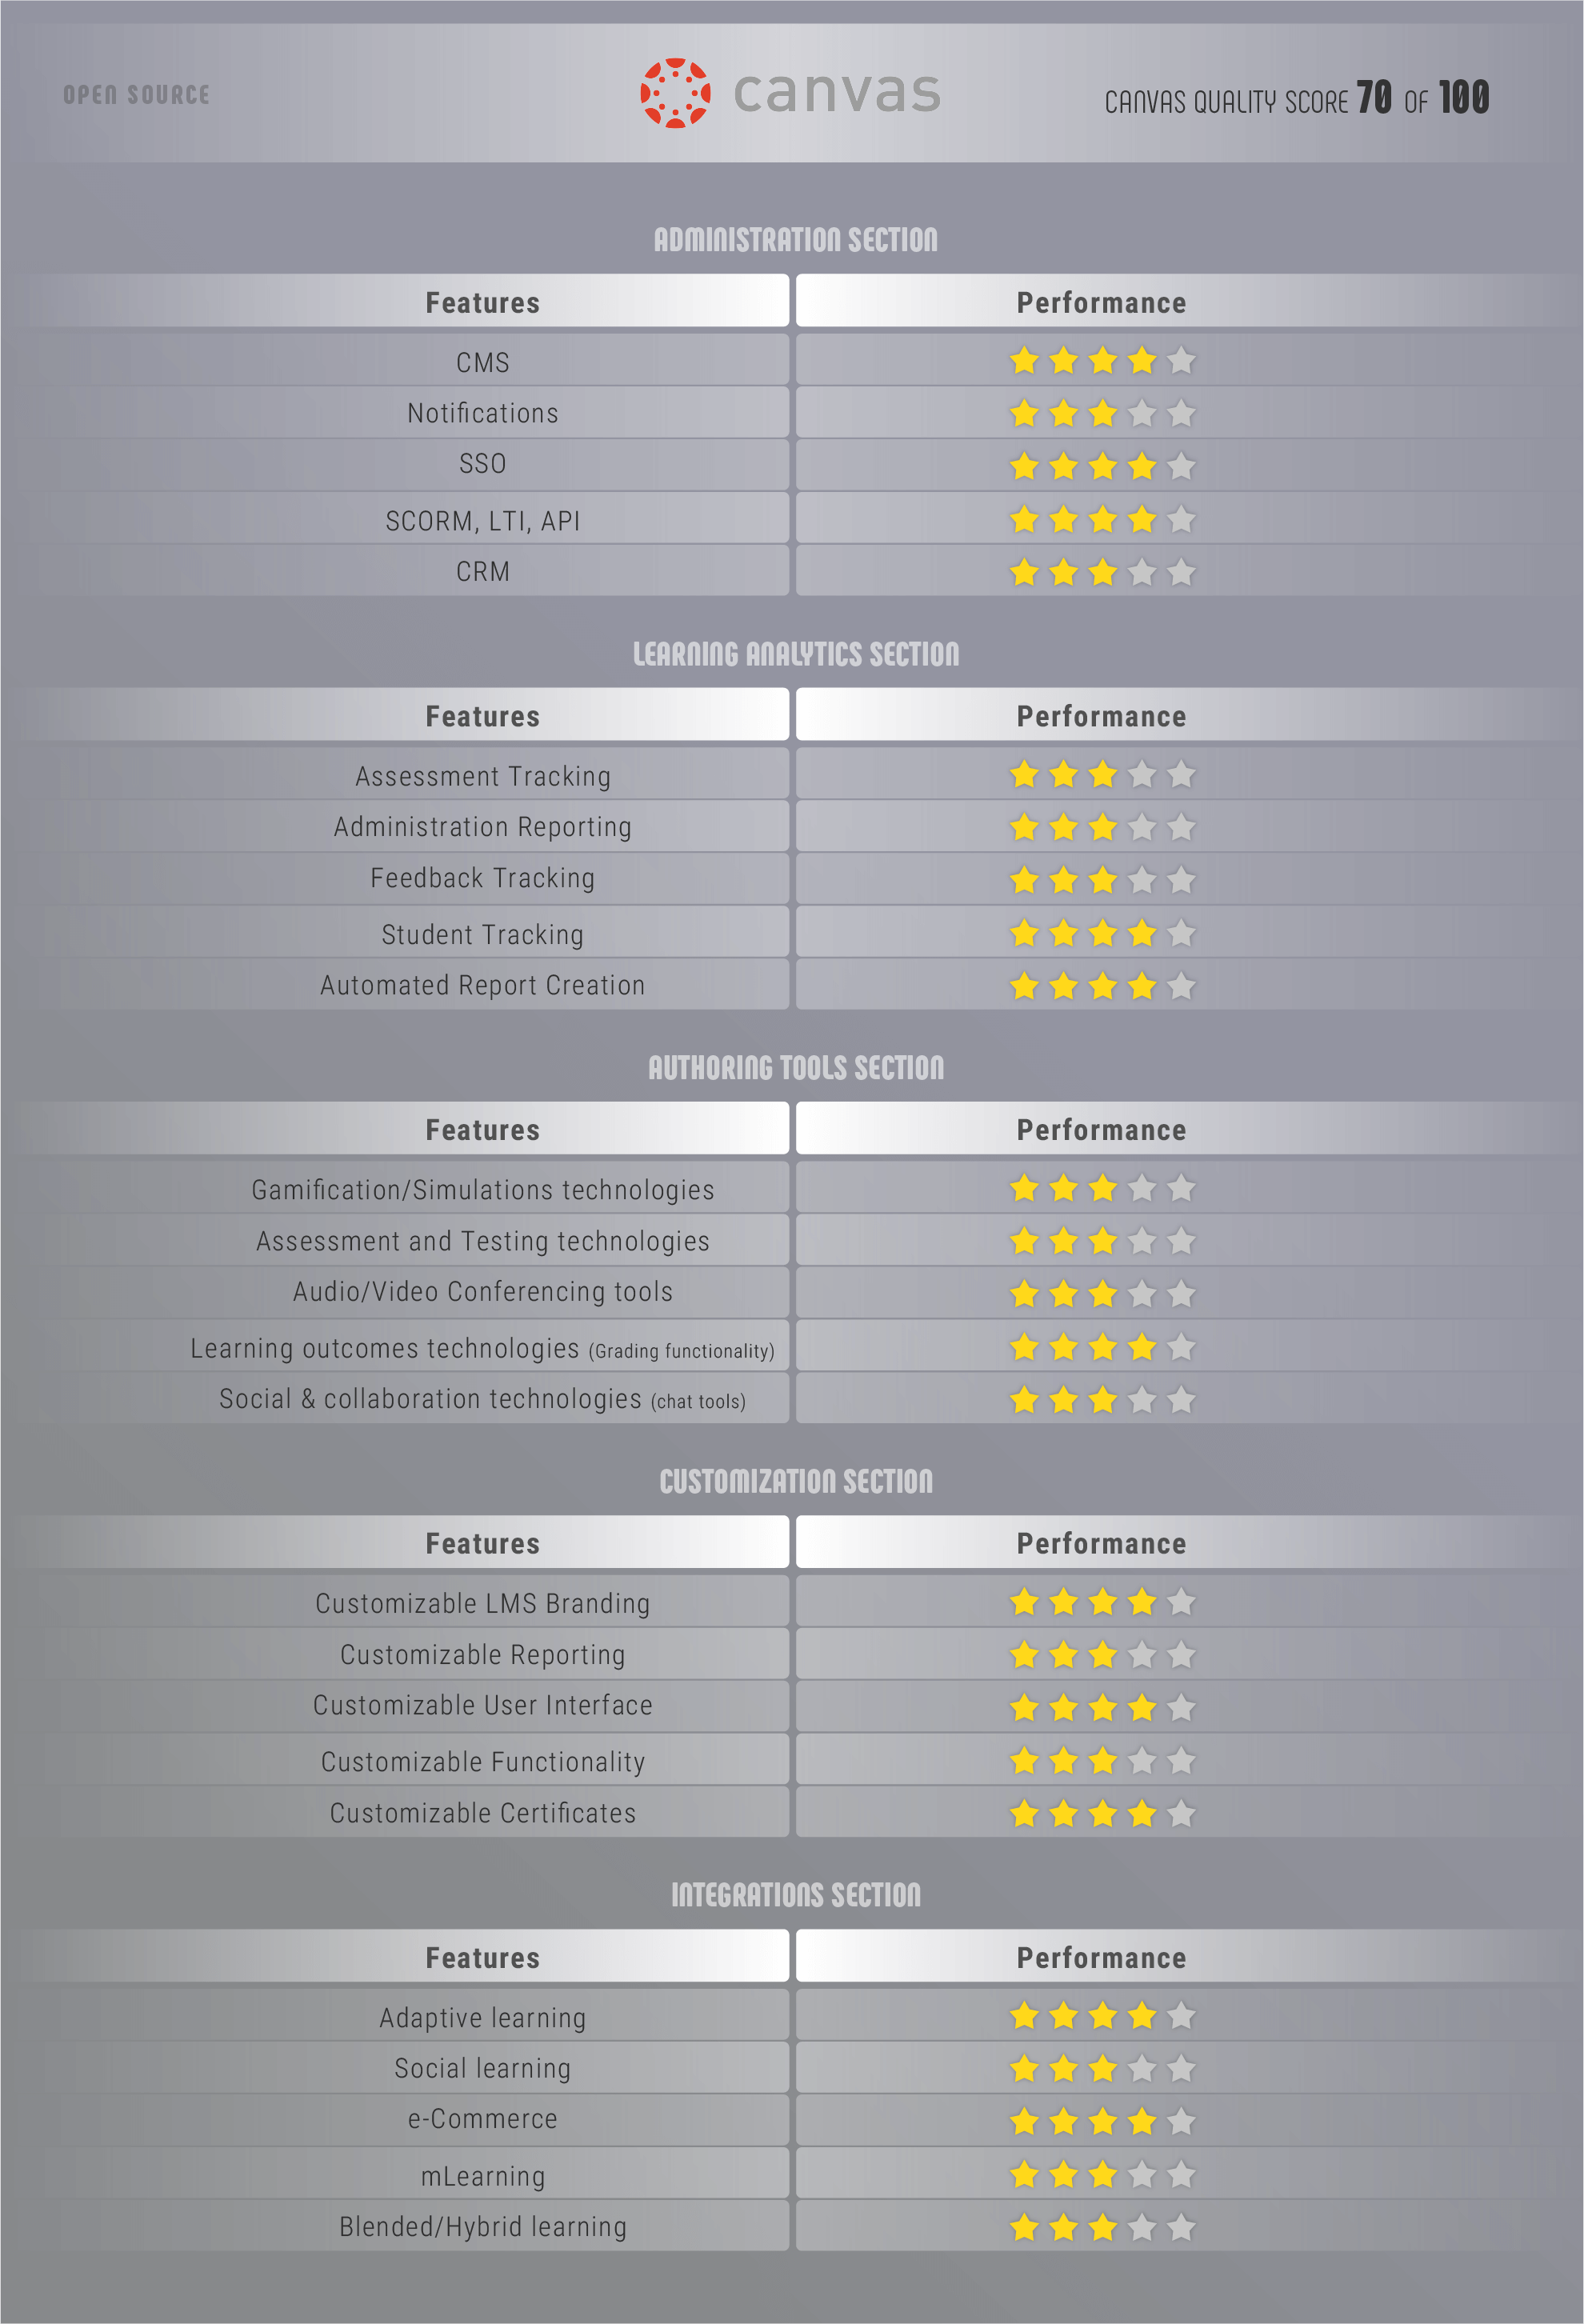 OPEN SOURCE
canvas
CANVAS QUALITY SCORE 70 OF 100
ADMINISTRATION SECTION
Features Performance
CMS
Notifications
SSO
SCORM, LTI, API
CRM
LEARNING ANALYTICS SECTION
Features Performance
Assessment Tracking
Administration Reporting
Feedback Tracking
Student Tracking
Automated Report Creation
AUTHORING TOOLS SECTION
Features Performance
Gamification/Simulations technologies
Assessment and Testing technologies
Audio/Video Conferencing tools
Learning outcomes technologies (Grading functionality)
Social & collaboration technologies (chat tools)
CUSTOMIZATION SECTION
Features Performance
Customizable LMS Branding
Customizable Reporting
Customizable User Interface
Customizable Functionality
Customizable Certificates
INTEGRATIONS SECTION
Features Performance
Adaptive learning
Social learning
e-Commerce
mLearning
Blended/Hybrid learning